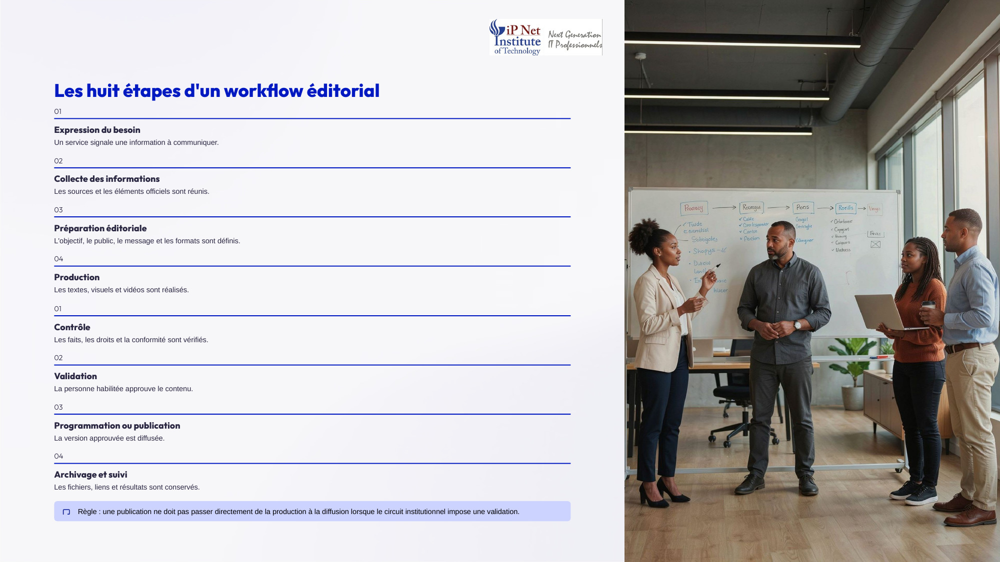 iP Net
Institute
of Technology
Next Generation
IT Professionnels
Les huit étapes d'un workflow éditorial
01
Expression du besoin
Un service signale une information à communiquer.
02
Collecte des informations
Les sources et les éléments officiels sont réunis.
03
Préparation éditoriale
L'objectif, le public, le message et les formats sont définis.
04
Production
Les textes, visuels et vidéos sont réalisés.
01
Contrôle
Les faits, les droits et la conformité sont vérifiés.
02
Validation
La personne habilitée approuve le contenu.
03
Programmation ou publication
La version approuvée est diffusée.
04
Archivage et suivi
Les fichiers, liens et résultats sont conservés.
Règle : une publication ne doit pas passer directement de la production à la diffusion lorsque le circuit institutionnel impose une validation.
Pons